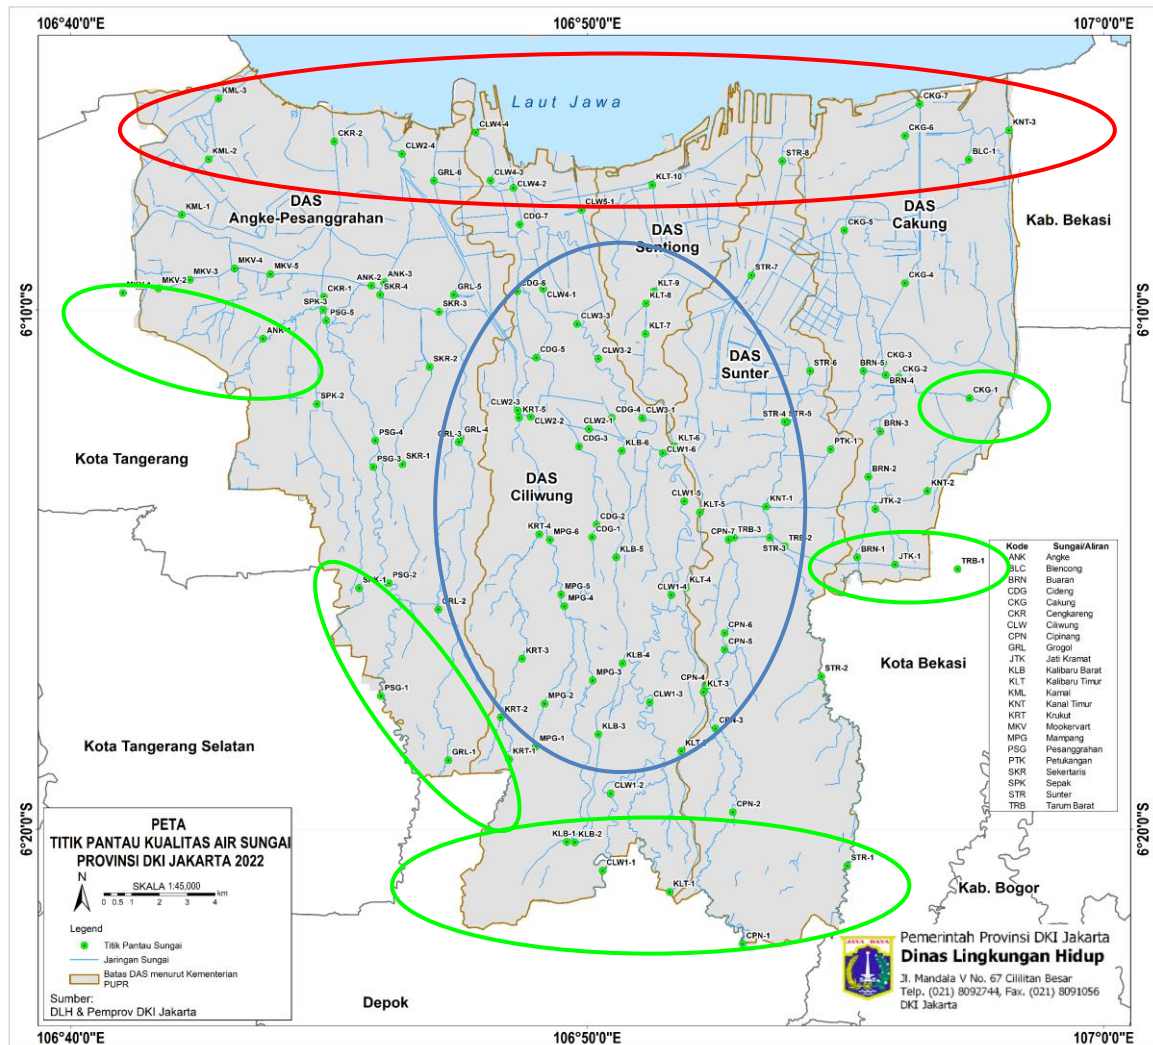 106°40'0"E
106°50'0"E
107°0'0"E
Laut Jawa
KML-3
CKG-7
CLW4-4
CKR-2
CKG-6
KNT-3
CLW2-4
STR-8
BLC-1
KML-2
GRL-6
CLW4-3
CLW4-2
KLT-10
DAS
Angke-Pesanggrahan
KML-1
CLW5-1
CDG-7
DAS
Sentiong
DAS
Cakung
CKG-5
Kab. Bekasi
MKV-3
MKV-4
MKV-5
MKV-1
MKV-2
ANK-2
ANK-3
SKR-4
CKR-1
GRL-5
CDG-6
CLW4-1
KLT-9
KLT-8
STR-7
CKG-4
6°10'0"S
6°10'0"S
SPK-3
PSG-5
SKR-3
CLW3-3
KLT-7
ANK-1
CDG-5
CLW3-2
DAS
Sunter
SKR-2
STR-6
BRN-5
CKG-3
CKG-2
BRN-4
CKG-1
SPK-2
CLW2-3
KRT-5
CLW2-2
CLW2-1
CDG-4
CLW3-1
STR-4
STR-5
BRN-3
PSG-4
GRL-3
GRL-4
CDG-3
KLB-6
KLT-6
CLW1-6
PTK-1
Kota Tangerang
PSG-3
SKR-1
BRN-2
DAS
Ciliwung
CLW1-5
KLT-5
KNT-1
JTK-2
KNT-2
KRT-4
MPG-6
CDG-2
CDG-1
CPN-7
TRB-3
TRB-2
STR-3
KLB-5
BRN-1
JTK-1
TRB-1
SPK-1
PSG-2
GRL-2
MPG-5
MPG-4
CLW1-4
KLT-4
CPN-6
CPN-5
KRT-3
KLB-4
MPG-3
STR-2
Kota Bekasi
PSG-1
MPG-2
CLW1-3
CPN-4
KLT-3
KRT-2
KLB-3
CPN-3
Kota Tangerang Selatan
GRL-1
KRT-1
MPG-1
CLW1-2
CPN-2
KLB-1
KLB-2
6°20'0"S
6°20'0"S
CLW1-1
KLT-1
STR-1
Kab. Bogor
CPN-1
Depok
Kode Sungai/Aliran
ANK Angke
BLC Blencong
BRN Buaran
CDG Cideng
CKG Cakung
CKR Cengkareng
CLW Ciliwung
CPN Cipinang
GRL Grogol
JTK Jati Kramat
KLB Kalibaru Barat
KLT Kalibaru Timur
KML Kamal
KNT Kanal Timur
KRT Krukut
MKV Mookervart
MPG Mampang
PSG Pesanggrahan
PTK Petukangan
SKR Sekertaris
SPK Sepak
STR Sunter
TRB Tarum Barat
PETA
TITIK PANTAU KUALITAS AIR SUNGAI
PROVINSI DKI JAKARTA 2022
N
SKALA 1:45,000
0 0.5 1 2 3 4
km
Legend
Titik Pantau Sungai
Jaringan Sungai
Batas DAS menurut Kementerian
PUPR
Sumber:
DLH & Pemprov DKI Jakarta
JAYA RAYA
Pemerintah Provinsi DKI Jakarta
Dinas Lingkungan Hidup
Jl. Mandala V No. 67 Cililitan Besar
Telp. (021) 8092744, Fax. (021) 8091056
DKI Jakarta
106°40'0"E
106°50'0"E
107°0'0"E